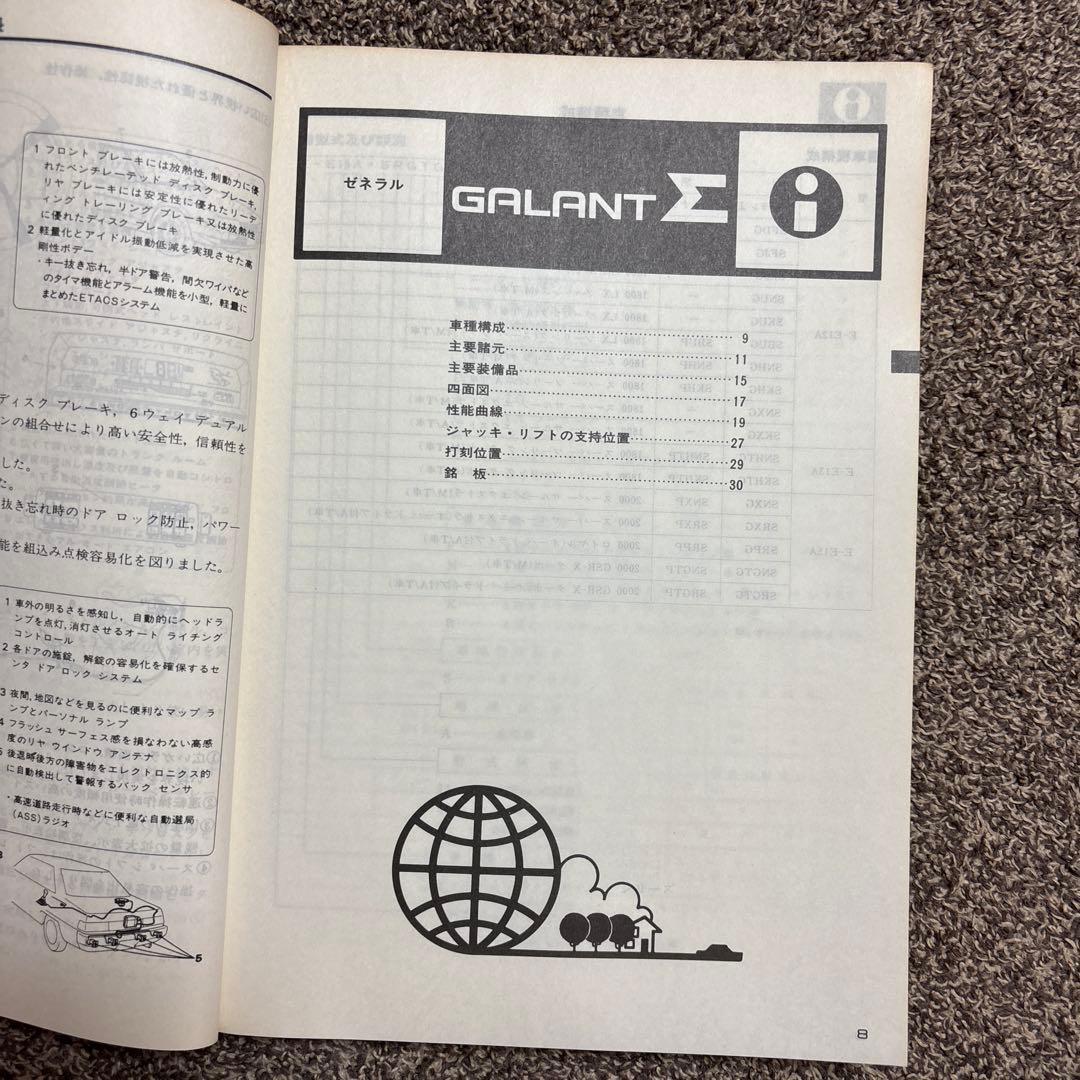 1 フロント ブレーキには放熱性,制動力に優
れたベンチレーテッド ディスク ブレーキ,
リヤ ブレーキには安定性に優れたリーデ
ィング トレーリング ブレーキ又は放熱性
に優れたディスク ブレーキ
2 軽量化とアイドル振動低減を実現させた高
剛性ボデー
・キー抜き忘れ, 半ドア警告, 間欠ワイパなど
のタイマ機能とアラーム機能を小型, 軽量に
まとめたETACSシステム
ディスク ブレーキ, 6ウェイ デュアル
ンの組合せにより高い安全性, 信頼性を
した。
た。
抜き忘れ時のドア ロック防止, パワー
能を組込み点検容易化を図りました。
1 車外の明るさを感知し, 自動的にヘッドラ
ンプを点灯,消灯させるオート ライチング
コントロール
2 各ドアの施錠, 解錠の容易化を確保するセ
ンタ ドア ロック システム
3 夜間,地図などを見るのに便利なマップ ラ
ンプとパーソナル ランプ
4 フラッシュ サーフェス感を損なわない高感
度のリヤ ウインドウ アンテナ
5 後退時後方の障害物をエレクトロニクス的
に自動検出して警報するバック センサ
・高速道路走行時などに便利な自動選局
(ASS)ラジオ
3
5
ゼネラル
GALANT Σ
i
車種構成……9
主要諸元……11
主要装備品……15
四面図……17
性能曲線……19
ジャッキ・リフトの支持位置……27
打刻位置……29
銘 板……30
8